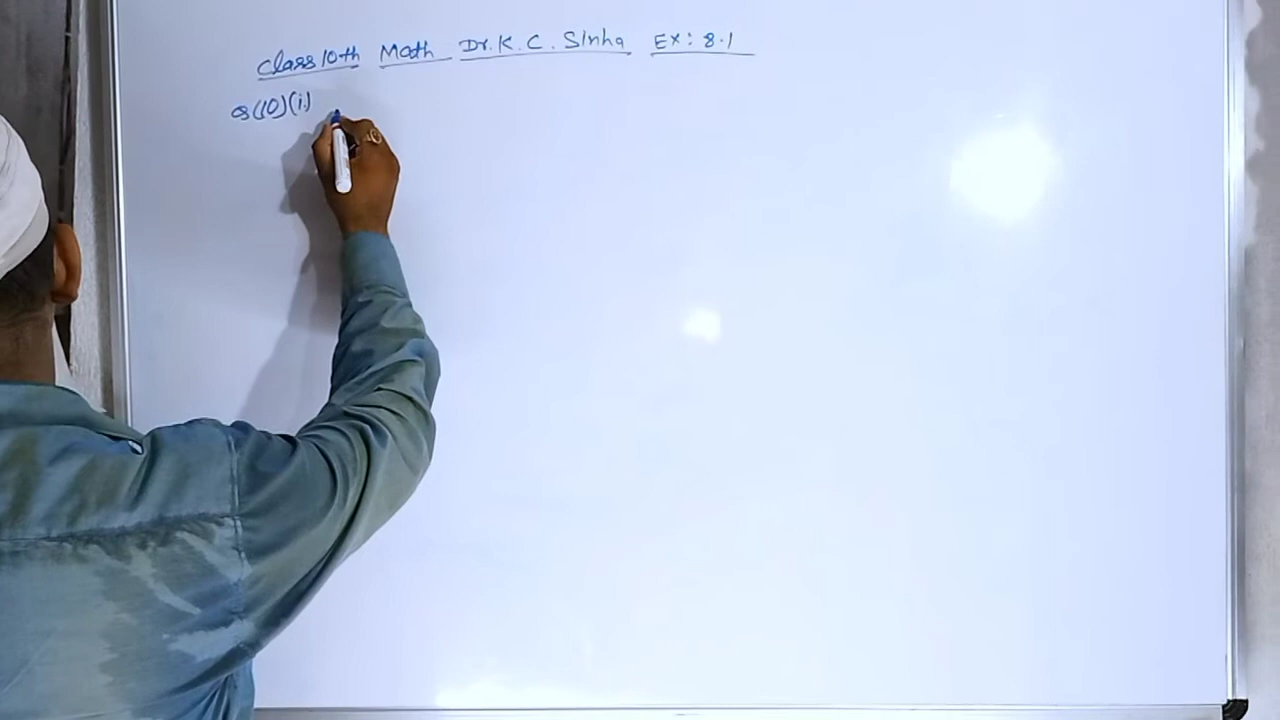 Class 10th Math Dr. K. C. Sinha Ex: 8.1
Q(10)(i)